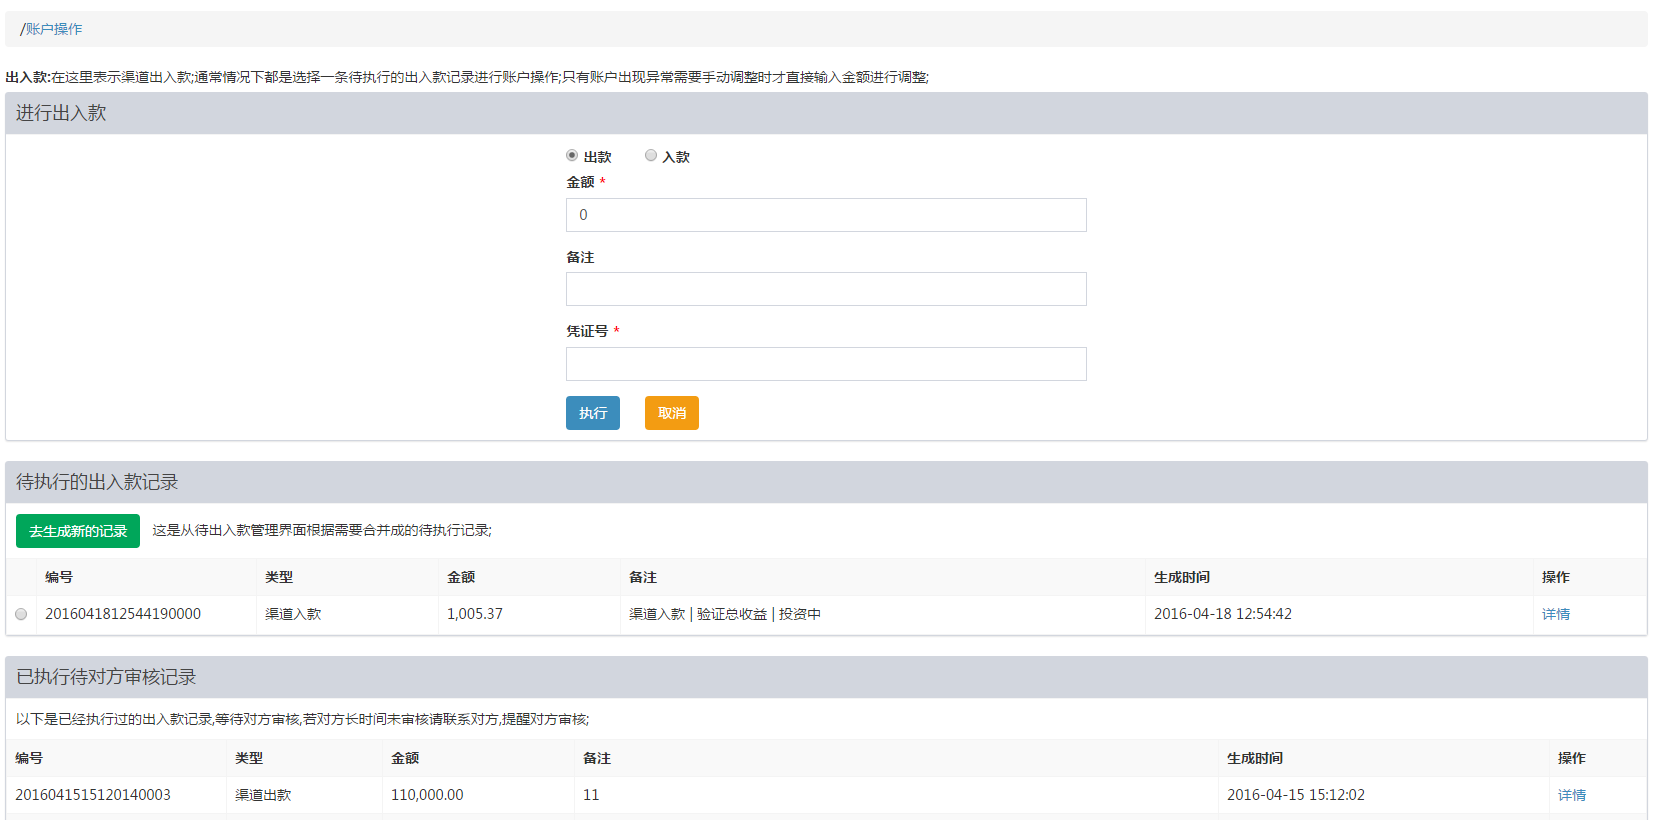 /账户操作
出入款:在这里表示渠道出入款;通常情况下都是选择一条待执行的出入款记录进行账户操作;只有账户出现异常需要手动调整时才直接输入金额进行调整;
进行出入款
出款 入款
金额 *
0
备注
凭证号 *
执行 取消
待执行的出入款记录
去生成新的记录 这是从待出入款管理界面根据需要合并成的待执行记录;
编号 类型 金额 备注 生成时间 操作
2016041812544190000 渠道入款 1,005.37 渠道入款 | 验证总收益 | 投资中 2016-04-18 12:54:42 详情
已执行待对方审核记录
以下是已经执行过的出入款记录,等待对方审核,若对方长时间未审核请联系对方,提醒对方审核;
编号 类型 金额 备注 生成时间 操作
2016041515120140003 渠道出款 110,000.00 11 2016-04-15 15:12:02 详情